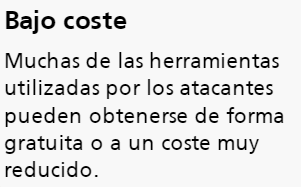 Bajo coste
Muchas de las herramientas
utilizadas por los atacantes
pueden obtenerse de forma
gratuita o a un coste muy
reducido.